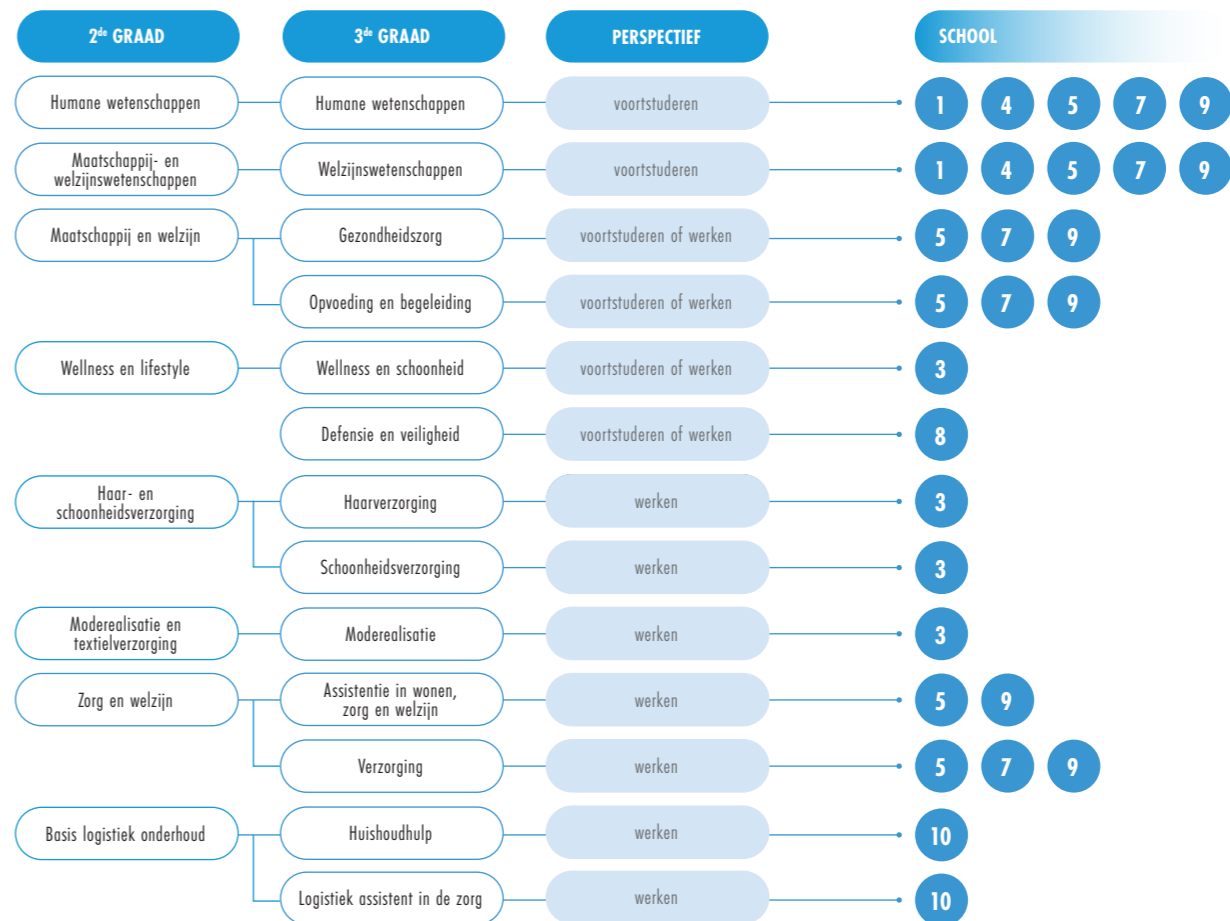 2de GRAAD
3de GRAAD
PERSPECTIEF
SCHOOL
Humane wetenschappen
Humane wetenschappen
voortstuderen
1 4 5 7 9
Maatschappij- en
welzijnswetenschappen
Welzijnswetenschappen
voortstuderen
1 4 5 7 9
Maatschappij en welzijn
Gezondheidszorg
voortstuderen of werken
5 7 9
Opvoeding en begeleiding
voortstuderen of werken
5 7 9
Wellness en lifestyle
Wellness en schoonheid
voortstuderen of werken
3
Defensie en veiligheid
voortstuderen of werken
8
Haar- en
schoonheidsverzorging
Haarverzorging
werken
3
Schoonheidsverzorging
werken
3
Moderealisatie en
textielverzorging
Moderealisatie
werken
3
Zorg en welzijn
Assistentie in wonen,
zorg en welzijn
werken
5 9
Verzorging
werken
5 7 9
Basis logistiek onderhoud
Huishoudhulp
werken
10
Logistiek assistent in de zorg
werken
10